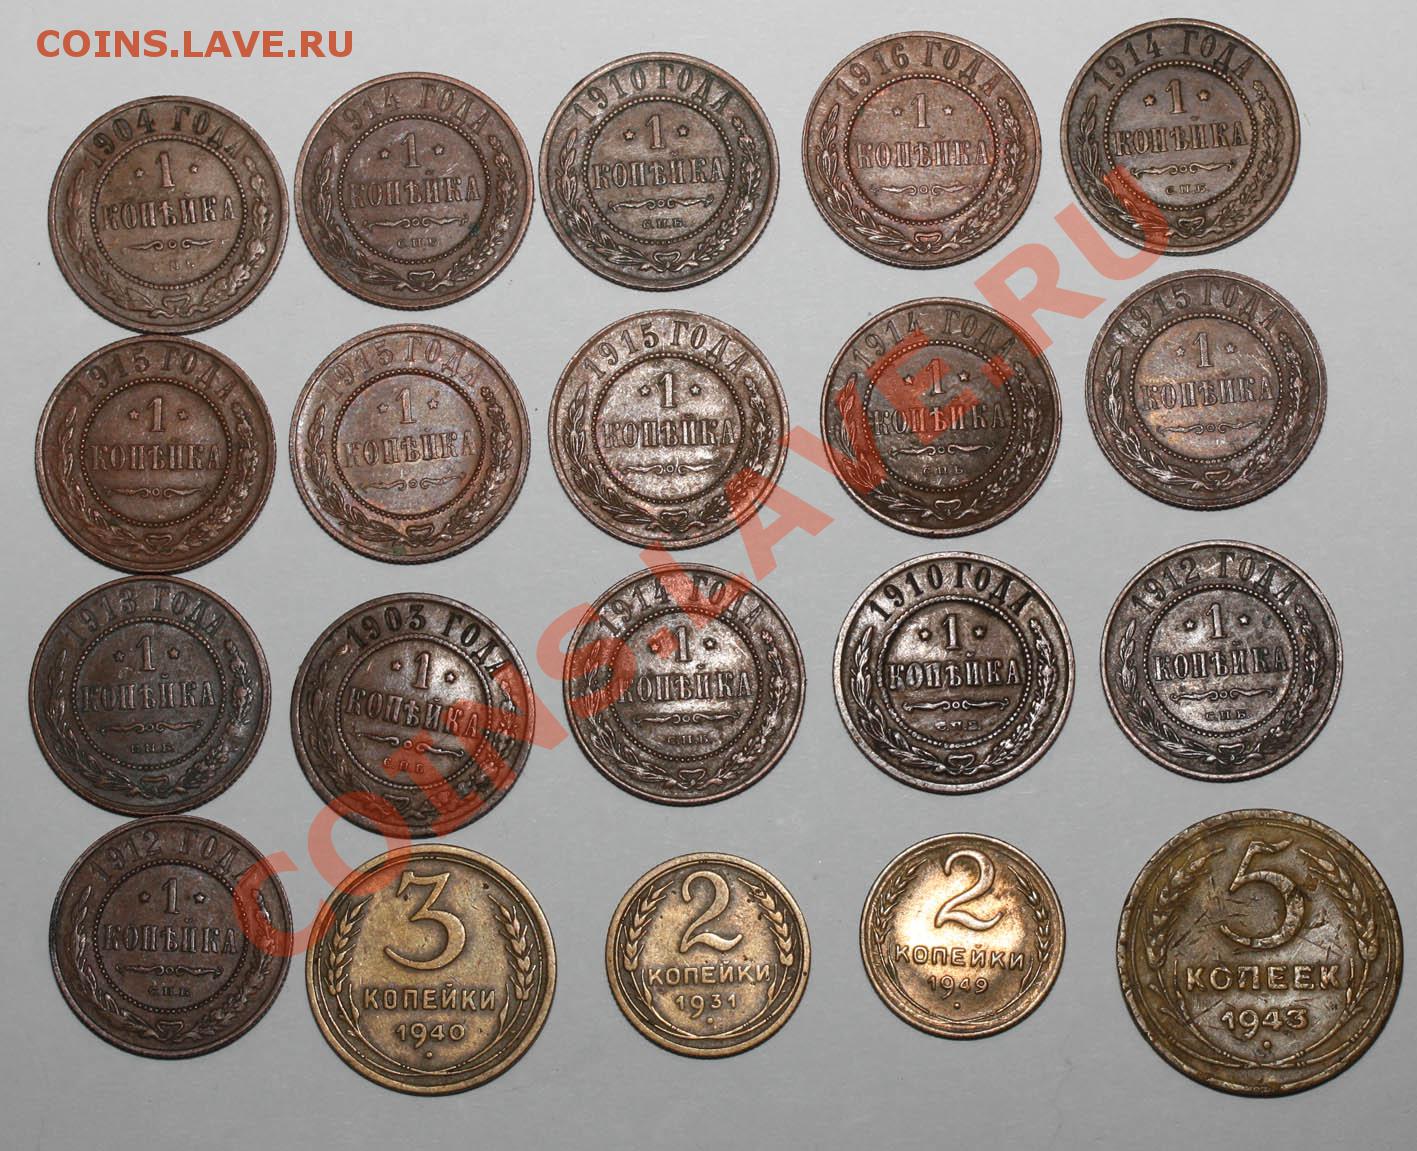 COINS.LAVE.RU
1904 ГОДА
1
КОПѢЙКА
1914 ГОДА
1
КОПѢЙКА
С.П.Б.
1910 ГОДА
1
КОПѢЙКА
С.П.Б.
1916 ГОДА
1
КОПѢЙКА
1914 ГОДА
1
КОПѢЙКА
С.П.Б.
1915 ГОДА
1
КОПѢЙКА
1915 ГОДА
1
КОПѢЙКА
1915 ГОДА
1
КОПѢЙКА
1914 ГОДА
1
КОПѢЙКА
С.П.Б.
1915 ГОДА
1
КОПѢЙКА
1913 ГОДА
1
КОПѢЙКА
С.П.Б.
1903 ГОДА
1
КОПѢЙКА
С.П.Б.
1914 ГОДА
1
КОПѢЙКА
С.П.Б.
1910 ГОДА
1
КОПѢЙКА
С.П.Б.
1912 ГОДА
1
КОПѢЙКА
С.П.Б.
1912 ГОДА
1
КОПѢЙКА
С.П.Б.
3
КОПЕЙКИ
1940
2
КОПЕЙКИ
1931
2
КОПЕЙКИ
1949
5
КОПЕЕК
1943
COINS.LAVE.RU